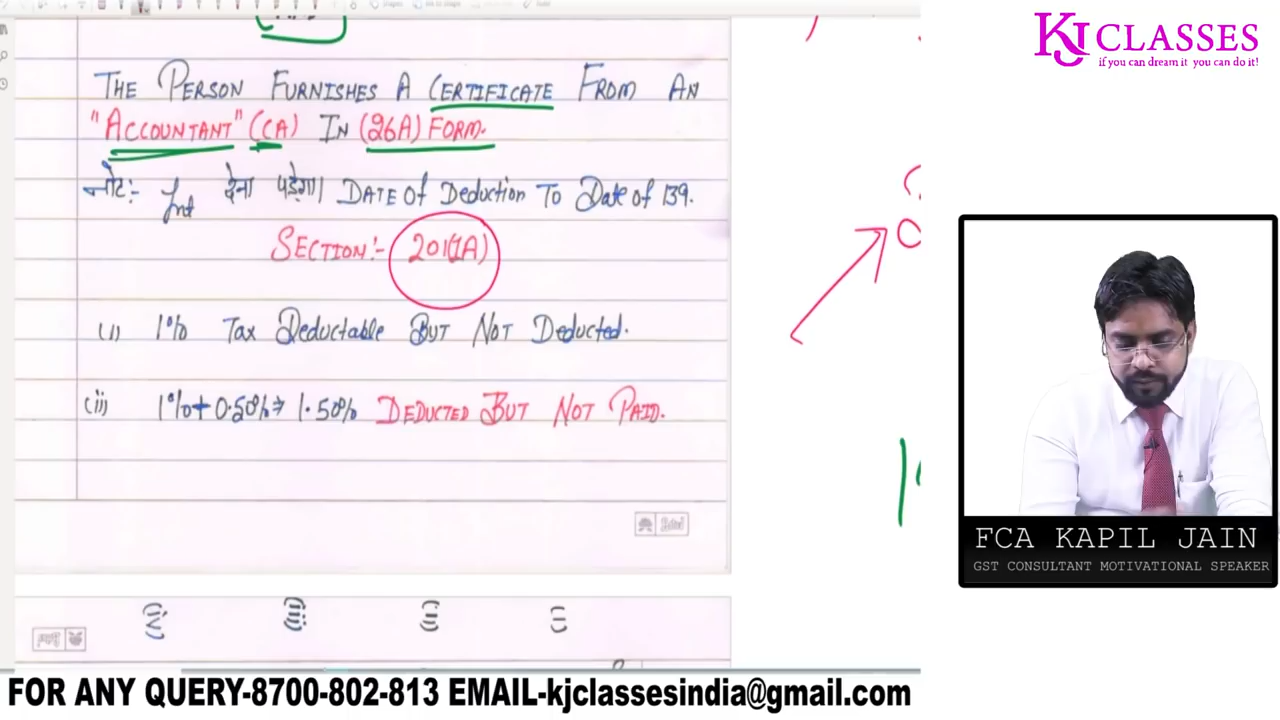 KJ CLASSES
if you can dream it you can do it!
THE PERSON FURNISHES A CERTIFICATE FROM AN
"ACCOUNTANT" (CA) IN (26A) FORM.
नोट:- Int देना पड़ेगा। DATE OF Deduction To Date of 139.
SECTION:- 201(1A)
(i) 1% Tax Deductable BUT NOT Deducted.
(ii) 1%+0.50%⇒ 1.50% DEDUCTED BUT NOT PAID.
(iv) (iii) (ii) (i)
FCA KAPIL JAIN
GST CONSULTANT MOTIVATIONAL SPEAKER
FOR ANY QUERY-8700-802-813 EMAIL-kjclassesindia@gmail.com